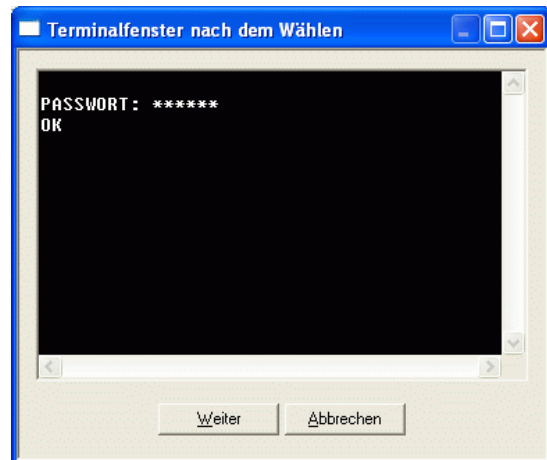 Terminalfenster nach dem Wählen
PASSWORT: ******
OK
Weiter
Abbrechen